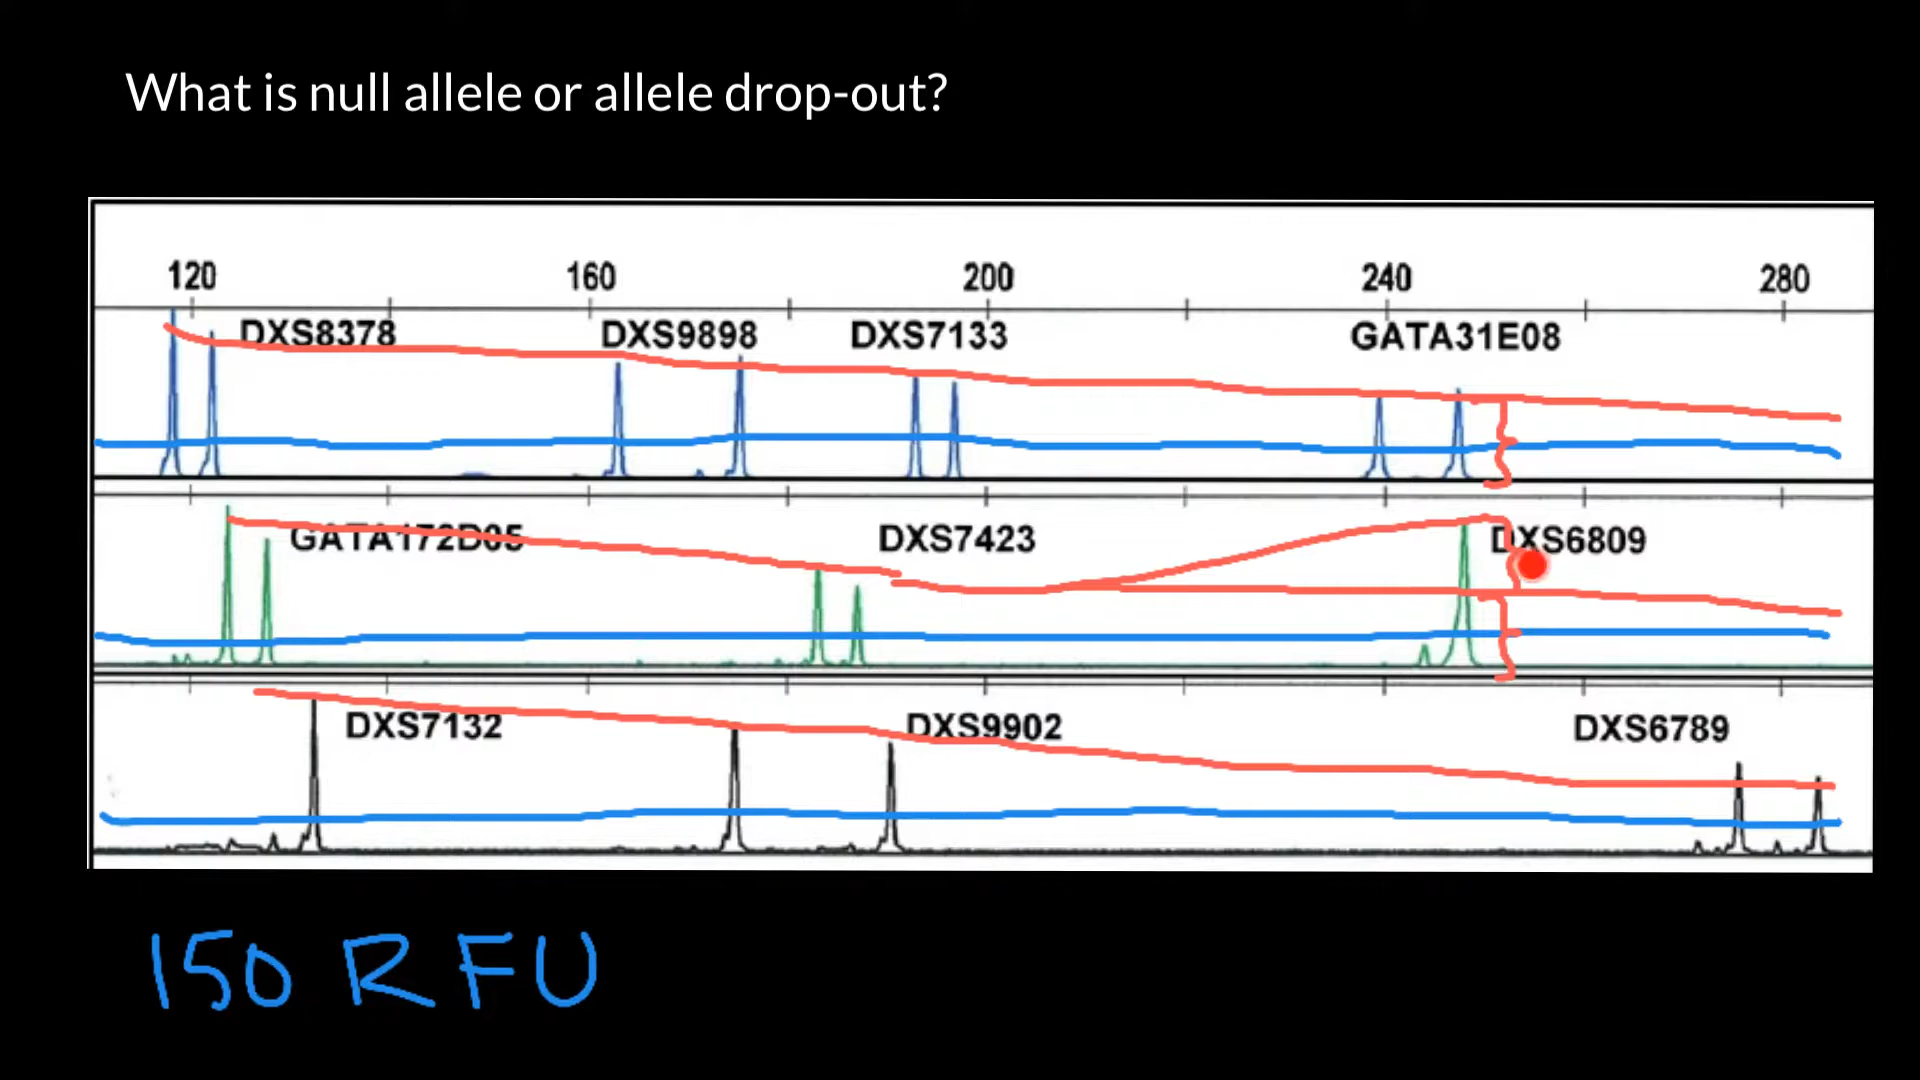 What is null allele or allele drop-out?
120 160 200 240 280
DXS8378 DXS9898 DXS7133 GATA31E08
GATA172D05 DXS7423 DXS6809
DXS7132 DXS9902 DXS6789
150 RFU